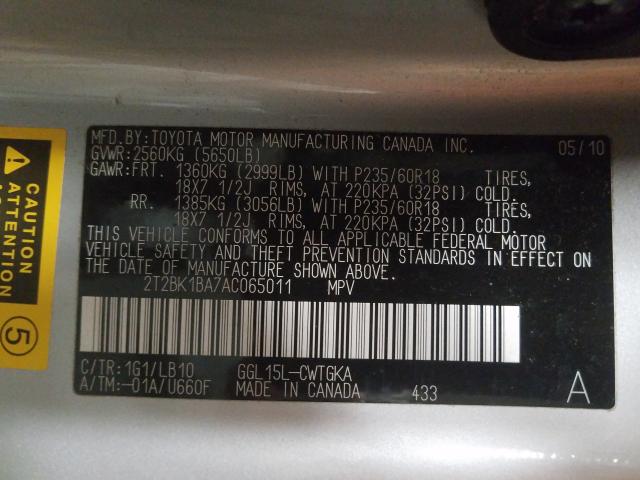 MFD.BY:TOYOTA MOTOR MANUFACTURING CANADA INC. 05/10
GVWR:2560KG (5650LB)
GAWR:FRT. 1360KG (2999LB) WITH P235/60R18 TIRES,
18X7 1/2J RIMS, AT 220KPA (32PSI) COLD.
RR. 1385KG (3056LB) WITH P235/60R18 TIRES,
18X7 1/2J RIMS, AT 220KPA (32PSI) COLD.
THIS VEHICLE CONFORMS TO ALL APPLICABLE FEDERAL MOTOR
VEHICLE SAFETY AND THEFT PREVENTION STANDARDS IN EFFECT ON
THE DATE OF MANUFACTURE SHOWN ABOVE.
2T2BK1BA7AC065011 MPV
C/TR:1G1/LB10 GGL15L-CWTGKA
A/TM:-01A/U660F MADE IN CANADA 433 A
CAUTION
5